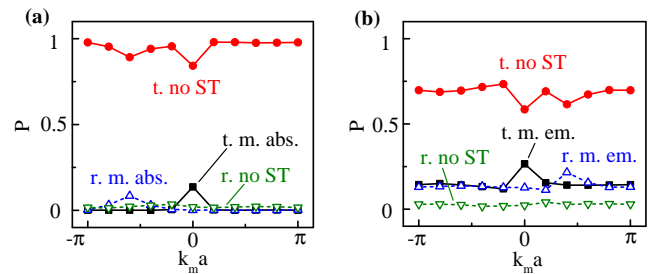 (a)
1
t. no ST
P
0.5
t. m. abs.
r. m. abs.
r. no ST
0
-π
0
π
k_m a
(b)
1
t. no ST
P
0.5
t. m. em.
r. no ST
r. m. em.
0
-π
0
π
k_m a